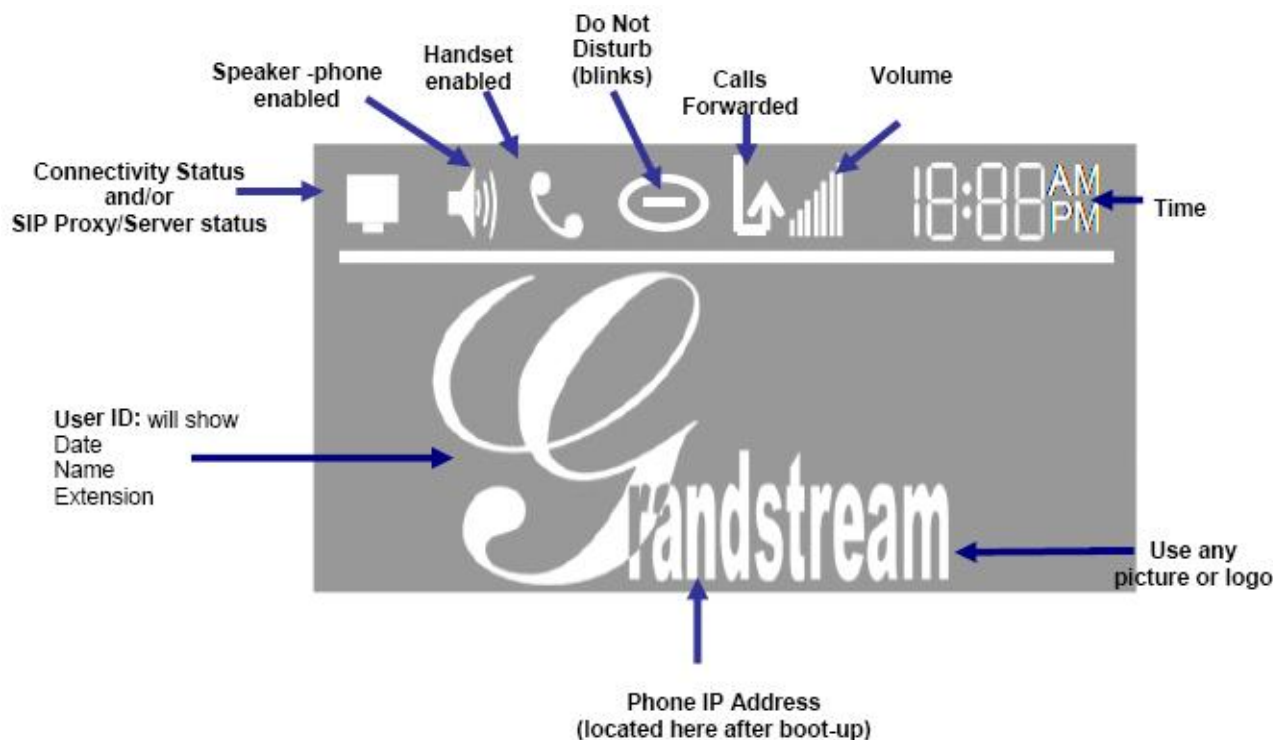 Do Not
Disturb
(blinks)
Handset
enabled
Speaker -phone
enabled
Calls
Forwarded
Volume
Connectivity Status
and/or
SIP Proxy/Server status
18:88 AM
PM
Time
User ID: will show
Date
Name
Extension
Grandstream
Use any
picture or logo
Phone IP Address
(located here after boot-up)